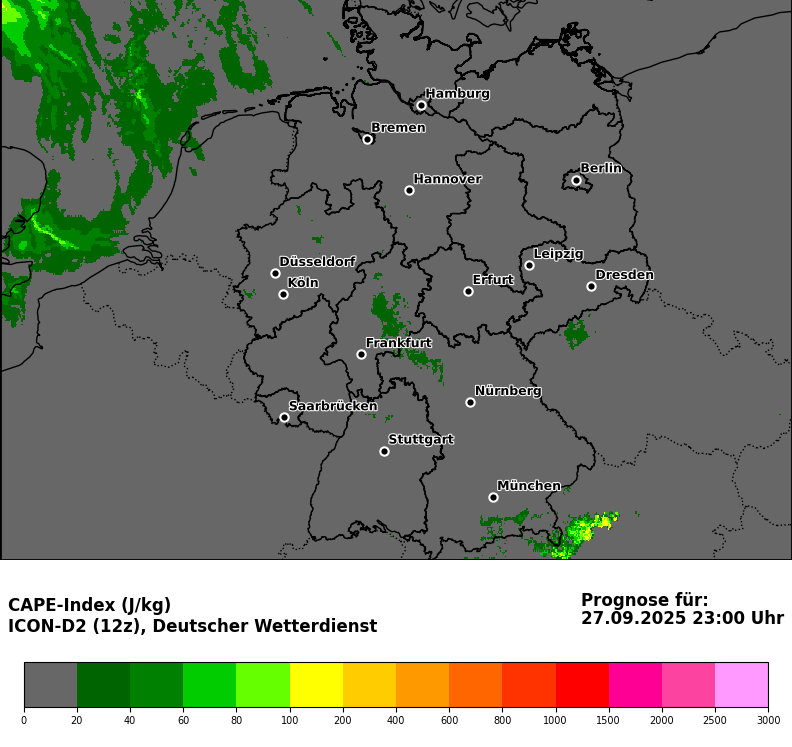 Hamburg
Bremen
Berlin
Hannover
Leipzig
Düsseldorf
Dresden
Köln
Erfurt
Frankfurt
Nürnberg
Saarbrücken
Stuttgart
München
CAPE-Index (J/kg)
ICON-D2 (12z), Deutscher Wetterdienst
Prognose für:
27.09.2025 23:00 Uhr
0 20 40 60 80 100 200 400 600 800 1000 1500 2000 2500 3000